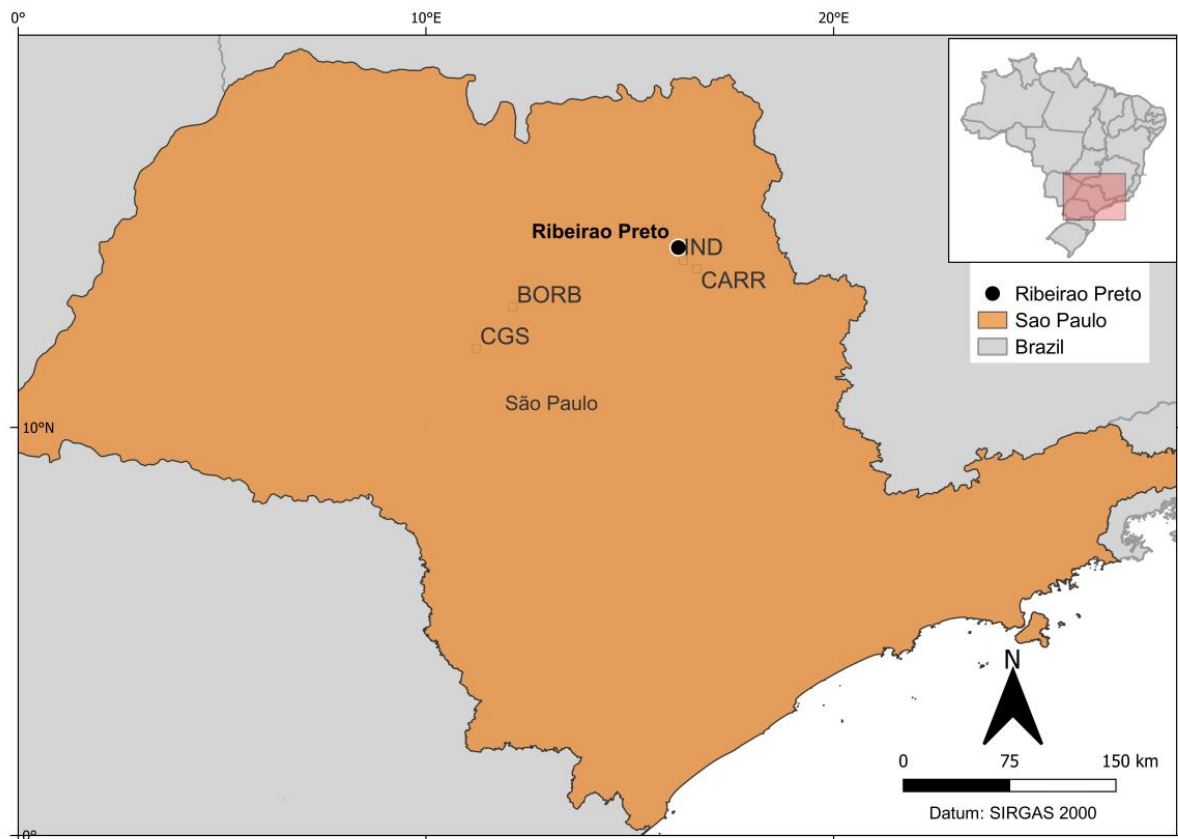 0°
10°E
20°E
Ribeirao Preto
IND
CARR
BORB
CGS
São Paulo
10°N
Ribeirao Preto
Sao Paulo
Brazil
N
0 75 150 km
Datum: SIRGAS 2000
0°